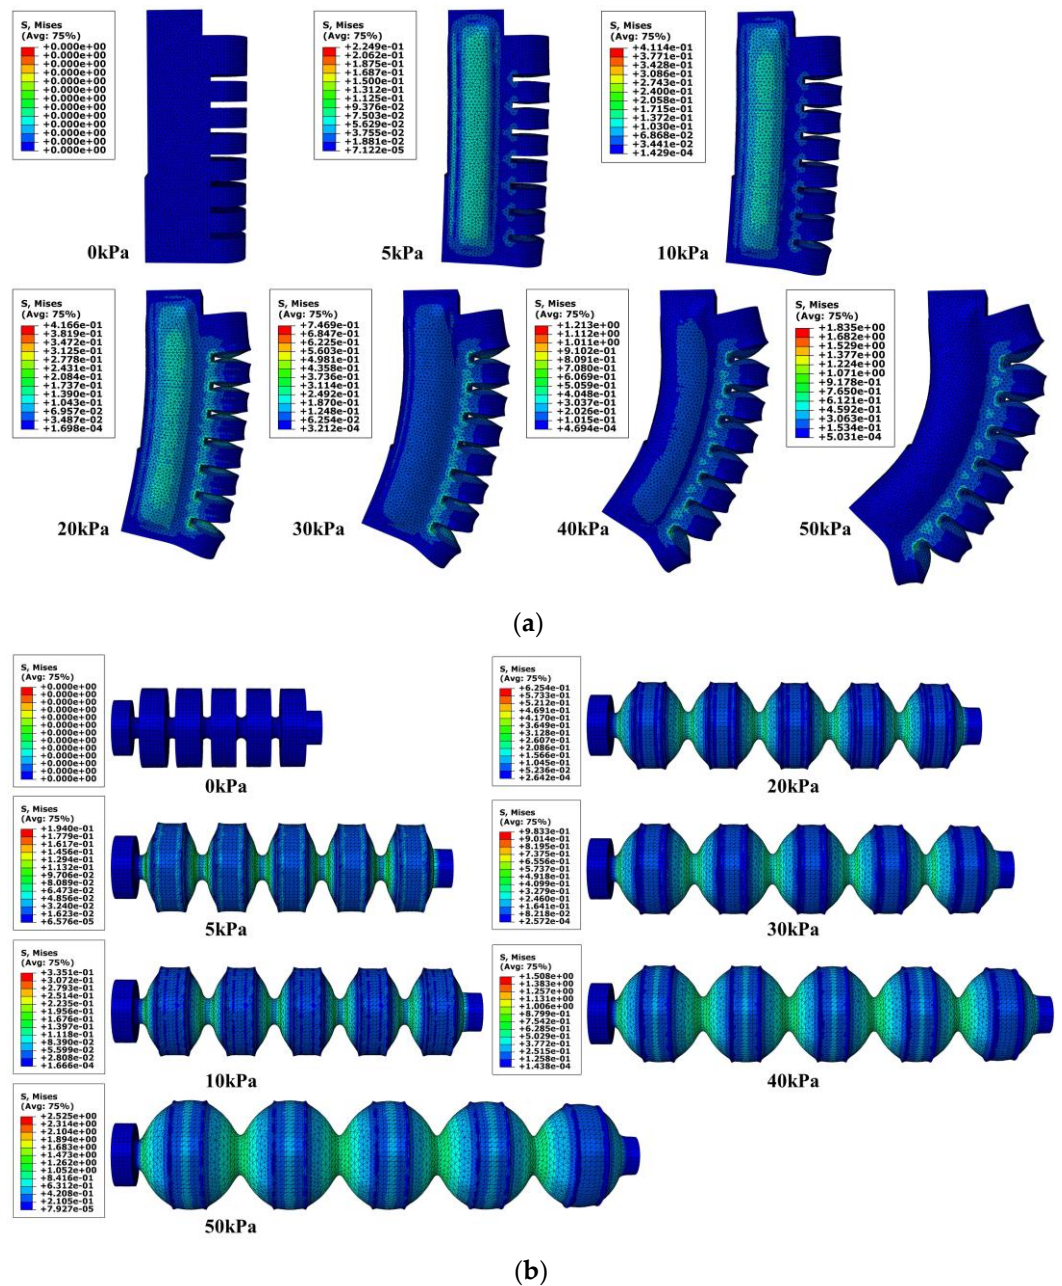 S, Mises
(Avg: 75%)
+0.000e+00
+0.000e+00
+0.000e+00
+0.000e+00
+0.000e+00
+0.000e+00
+0.000e+00
+0.000e+00
+0.000e+00
+0.000e+00
+0.000e+00
+0.000e+00
+0.000e+00
0kPa
S, Mises
(Avg: 75%)
+2.249e-01
+2.062e-01
+1.875e-01
+1.687e-01
+1.500e-01
+1.312e-01
+1.125e-01
+9.376e-02
+7.503e-02
+5.629e-02
+3.755e-02
+1.881e-02
+7.122e-05
5kPa
S, Mises
(Avg: 75%)
+4.114e-01
+3.771e-01
+3.428e-01
+3.086e-01
+2.743e-01
+2.400e-01
+2.058e-01
+1.715e-01
+1.372e-01
+1.030e-01
+6.868e-02
+3.441e-02
+1.429e-04
10kPa
S, Mises
(Avg: 75%)
+4.166e-01
+3.819e-01
+3.472e-01
+3.125e-01
+2.778e-01
+2.431e-01
+2.084e-01
+1.737e-01
+1.390e-01
+1.043e-01
+6.957e-02
+3.487e-02
+1.698e-04
20kPa
S, Mises
(Avg: 75%)
+7.469e-01
+6.847e-01
+6.225e-01
+5.603e-01
+4.981e-01
+4.358e-01
+3.736e-01
+3.114e-01
+2.492e-01
+1.870e-01
+1.248e-01
+6.254e-02
+3.212e-04
30kPa
S, Mises
(Avg: 75%)
+1.213e+00
+1.112e+00
+1.011e+00
+9.102e-01
+8.091e-01
+7.080e-01
+6.069e-01
+5.059e-01
+4.048e-01
+3.037e-01
+2.026e-01
+1.015e-01
+4.694e-04
40kPa
S, Mises
(Avg: 75%)
+1.835e+00
+1.682e+00
+1.529e+00
+1.377e+00
+1.224e+00
+1.071e+00
+9.178e-01
+7.650e-01
+6.121e-01
+4.592e-01
+3.063e-01
+1.534e-01
+5.031e-04
50kPa
(a)
S, Mises
(Avg: 75%)
+0.000e+00
+0.000e+00
+0.000e+00
+0.000e+00
+0.000e+00
+0.000e+00
+0.000e+00
+0.000e+00
+0.000e+00
+0.000e+00
+0.000e+00
+0.000e+00
+0.000e+00
0kPa
S, Mises
(Avg: 75%)
+6.254e-01
+5.733e-01
+5.212e-01
+4.691e-01
+4.170e-01
+3.649e-01
+3.128e-01
+2.607e-01
+2.086e-01
+1.566e-01
+1.045e-01
+5.236e-02
+2.642e-04
20kPa
S, Mises
(Avg: 75%)
+1.940e-01
+1.779e-01
+1.617e-01
+1.456e-01
+1.294e-01
+1.132e-01
+9.706e-02
+8.089e-02
+6.473e-02
+4.856e-02
+3.240e-02
+1.623e-02
+6.576e-05
5kPa
S, Mises
(Avg: 75%)
+9.833e-01
+9.014e-01
+8.195e-01
+7.375e-01
+6.556e-01
+5.737e-01
+4.918e-01
+4.099e-01
+3.279e-01
+2.460e-01
+1.641e-01
+8.218e-02
+2.572e-04
30kPa
S, Mises
(Avg: 75%)
+3.351e-01
+3.072e-01
+2.793e-01
+2.514e-01
+2.235e-01
+1.956e-01
+1.676e-01
+1.397e-01
+1.118e-01
+8.390e-02
+5.599e-02
+2.808e-02
+1.666e-04
10kPa
S, Mises
(Avg: 75%)
+1.508e+00
+1.383e+00
+1.257e+00
+1.131e+00
+1.006e+00
+8.799e-01
+7.542e-01
+6.285e-01
+5.029e-01
+3.772e-01
+2.515e-01
+1.258e-01
+1.438e-04
40kPa
S, Mises
(Avg: 75%)
+2.525e+00
+2.314e+00
+2.104e+00
+1.894e+00
+1.683e+00
+1.473e+00
+1.262e+00
+1.052e+00
+8.416e-01
+6.312e-01
+4.208e-01
+2.105e-01
+7.927e-05
50kPa
(b)